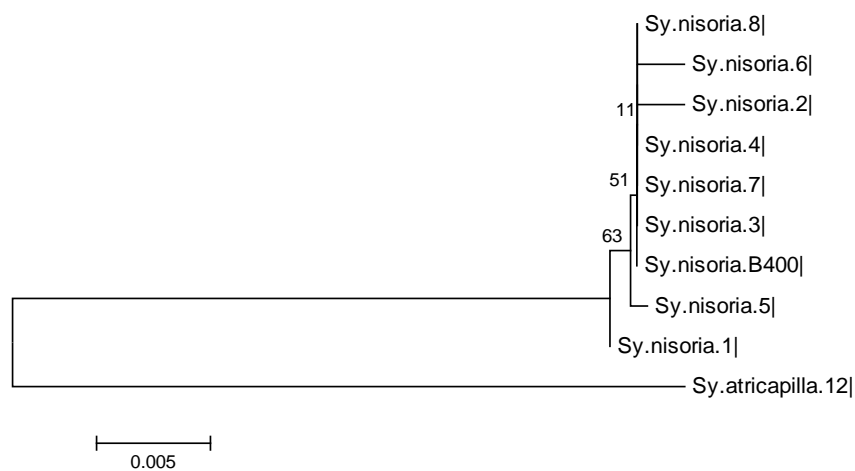 Sy.nisoria.8|
Sy.nisoria.6|
Sy.nisoria.2|
11
Sy.nisoria.4|
Sy.nisoria.7|
51
Sy.nisoria.3|
63
Sy.nisoria.B400|
Sy.nisoria.5|
Sy.nisoria.1|
Sy.atricapilla.12|
0.005